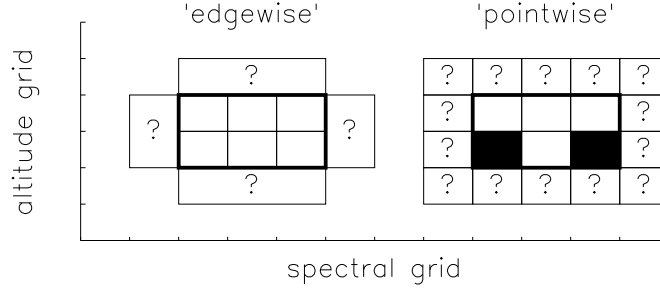 'edgewise' 'pointwise'
? ? ? ? ? ?
? ? ? ?
? ?
? ? ? ? ? ?
altitude grid
spectral grid